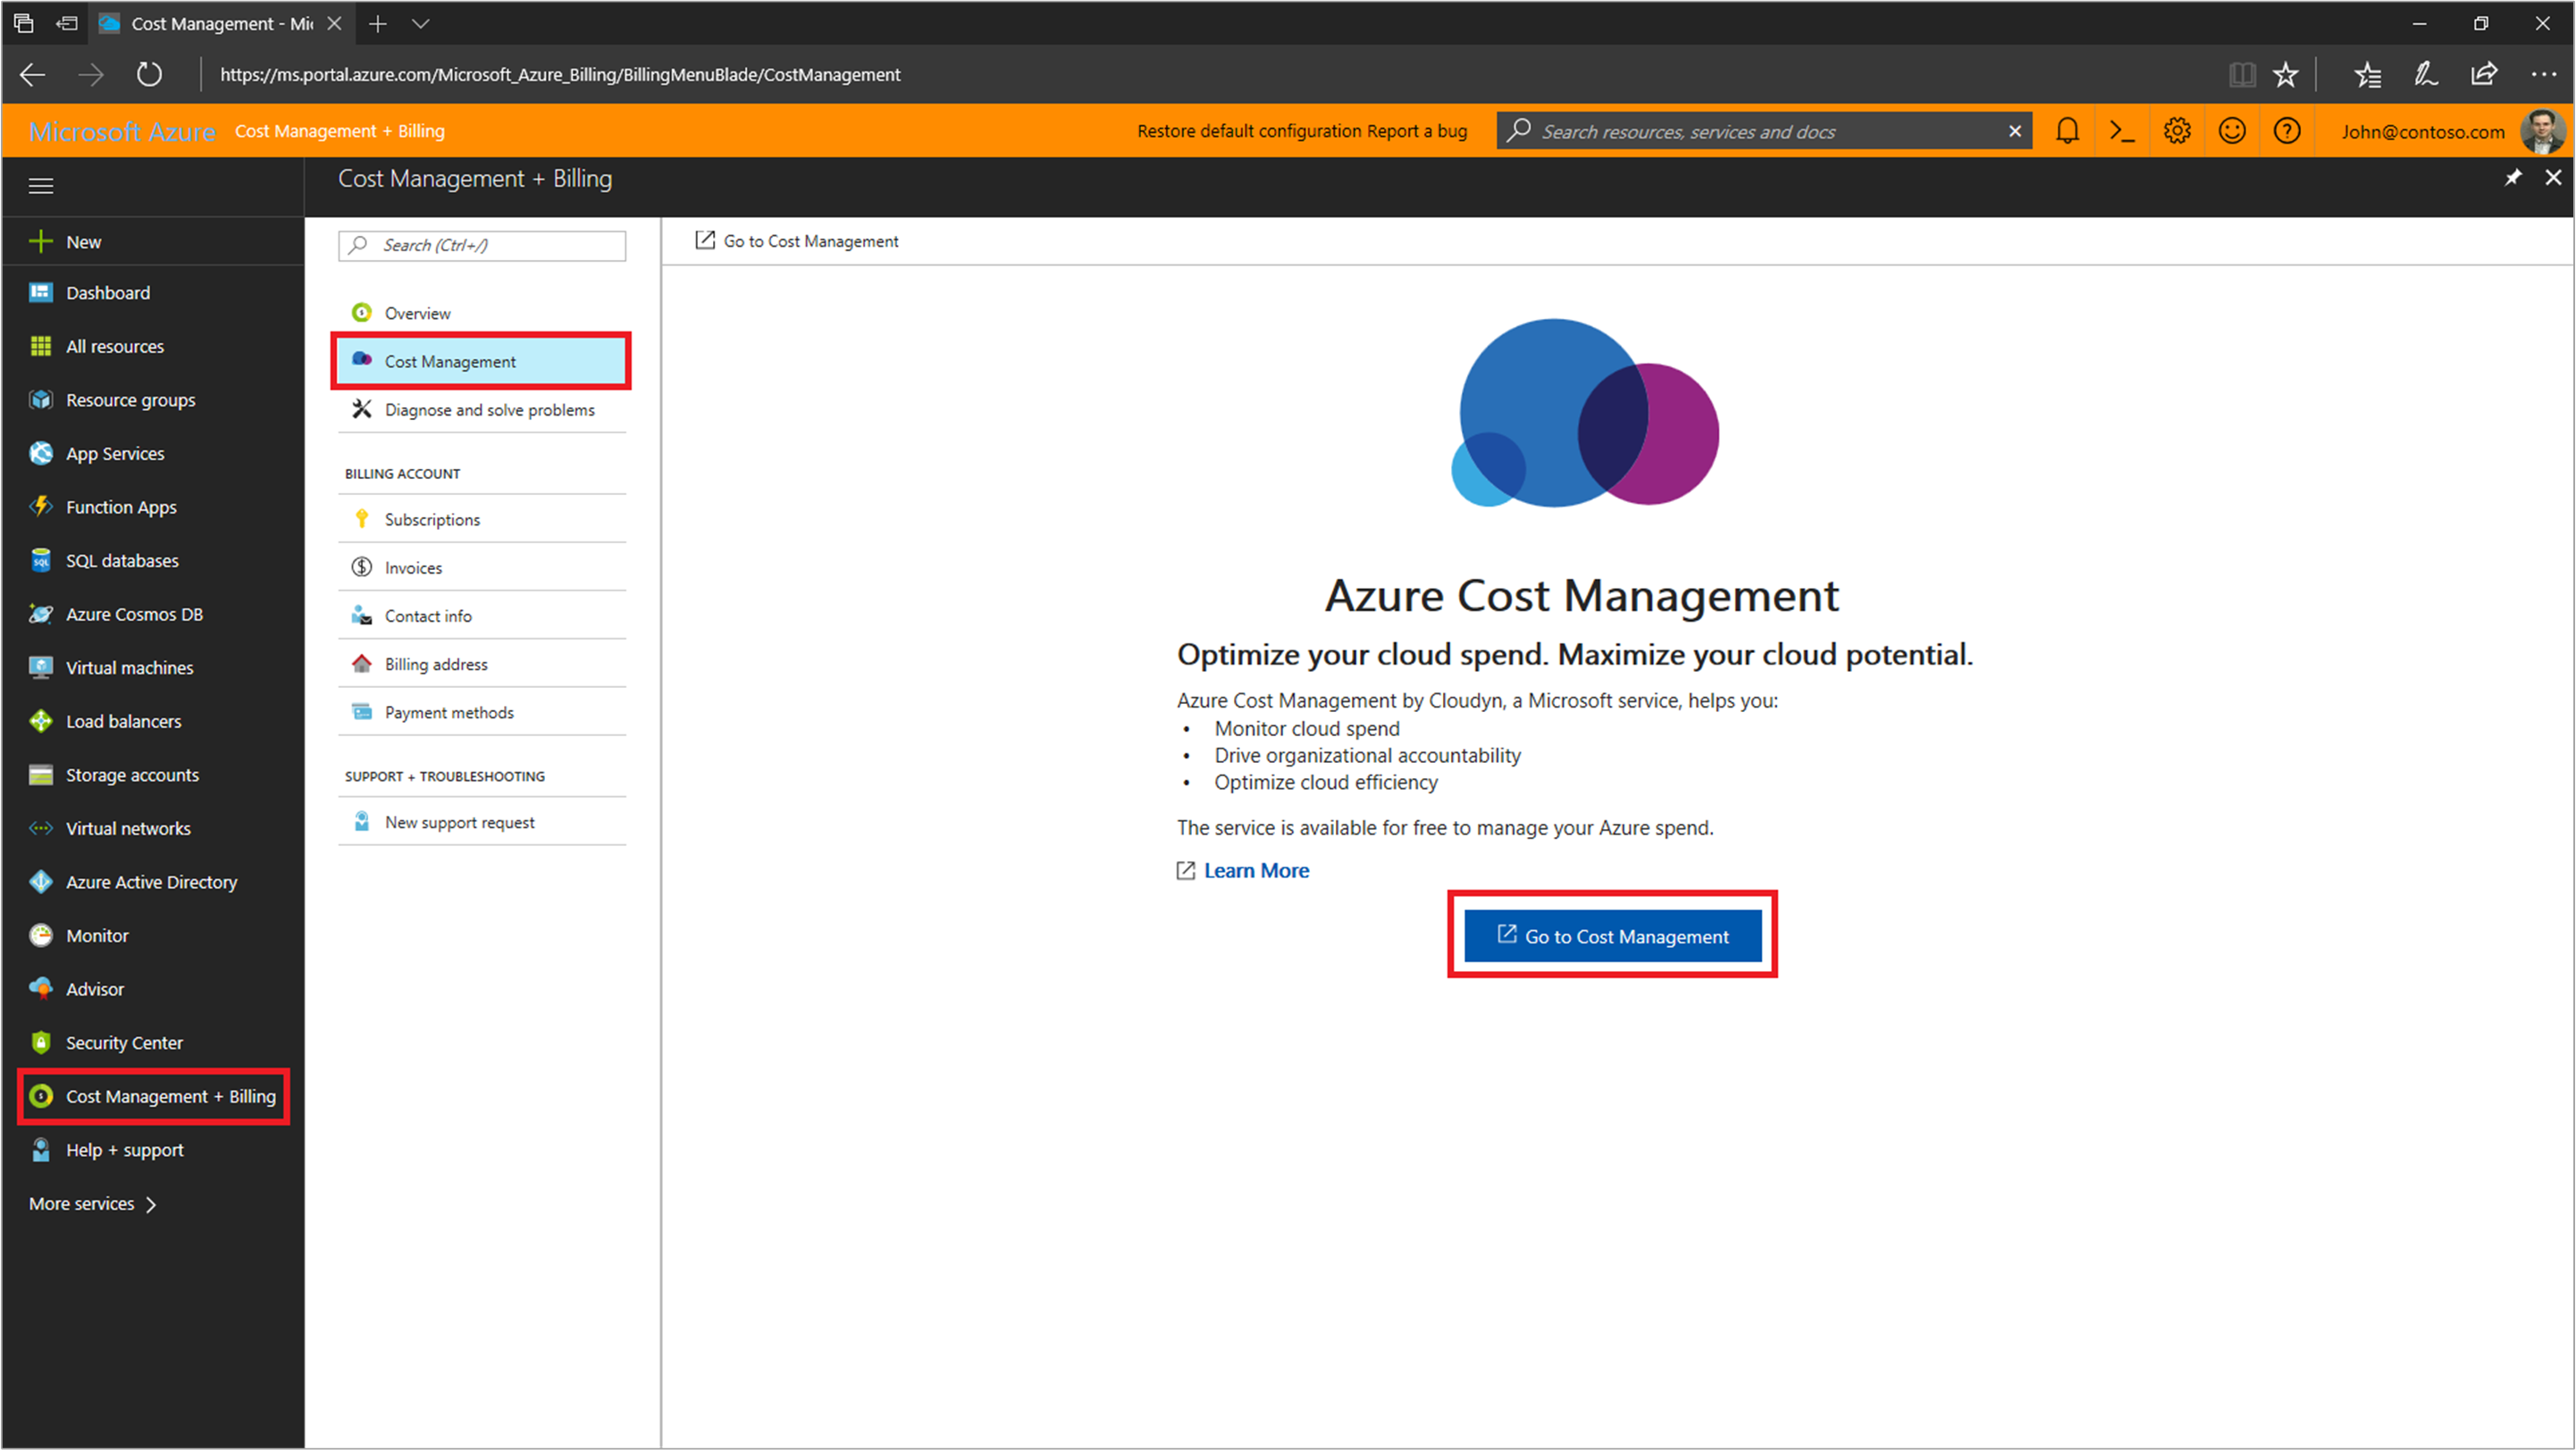 Cost Management - Mi
https://ms.portal.azure.com/Microsoft_Azure_Billing/BillingMenuBlade/CostManagement
Microsoft Azure Cost Management + Billing Restore default configuration Report a bug Search resources, services and docs John@contoso.com
Cost Management + Billing
New
Dashboard
All resources
Resource groups
App Services
Function Apps
SQL databases
Azure Cosmos DB
Virtual machines
Load balancers
Storage accounts
Virtual networks
Azure Active Directory
Monitor
Advisor
Security Center
Cost Management + Billing
Help + support
More services
Search (Ctrl+/)
Overview
Cost Management
Diagnose and solve problems
BILLING ACCOUNT
Subscriptions
Invoices
Contact info
Billing address
Payment methods
SUPPORT + TROUBLESHOOTING
New support request
Go to Cost Management
Azure Cost Management
Optimize your cloud spend. Maximize your cloud potential.
Azure Cost Management by Cloudyn, a Microsoft service, helps you:
• Monitor cloud spend
• Drive organizational accountability
• Optimize cloud efficiency
The service is available for free to manage your Azure spend.
Learn More
Go to Cost Management